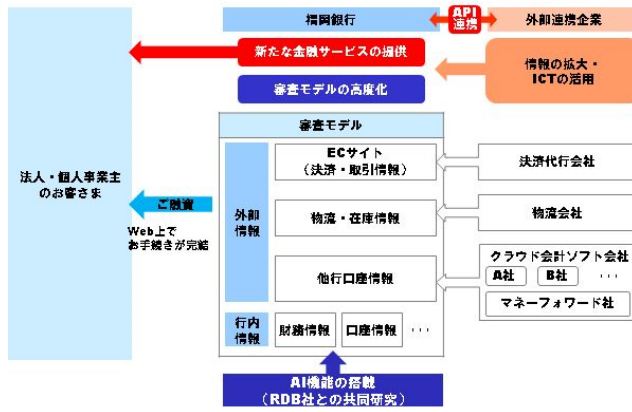 福岡銀行
API
連携
外部連携企業
新たな金融サービスの提供
審査モデルの高度化
情報の拡大・
ICTの活用
法人・個人事業主
のお客さま
ご融資
Web上で
お手続きが完結
審査モデル
外部
情報
ECサイト
(決済・取引情報)
物流・在庫情報
他行口座情報
行内
情報
財務情報
口座情報
・・・
決済代行会社
物流会社
クラウド会計ソフト会社
A社
B社
・・・
マネーフォワード社
AI機能の搭載
(RDB社との共同研究)